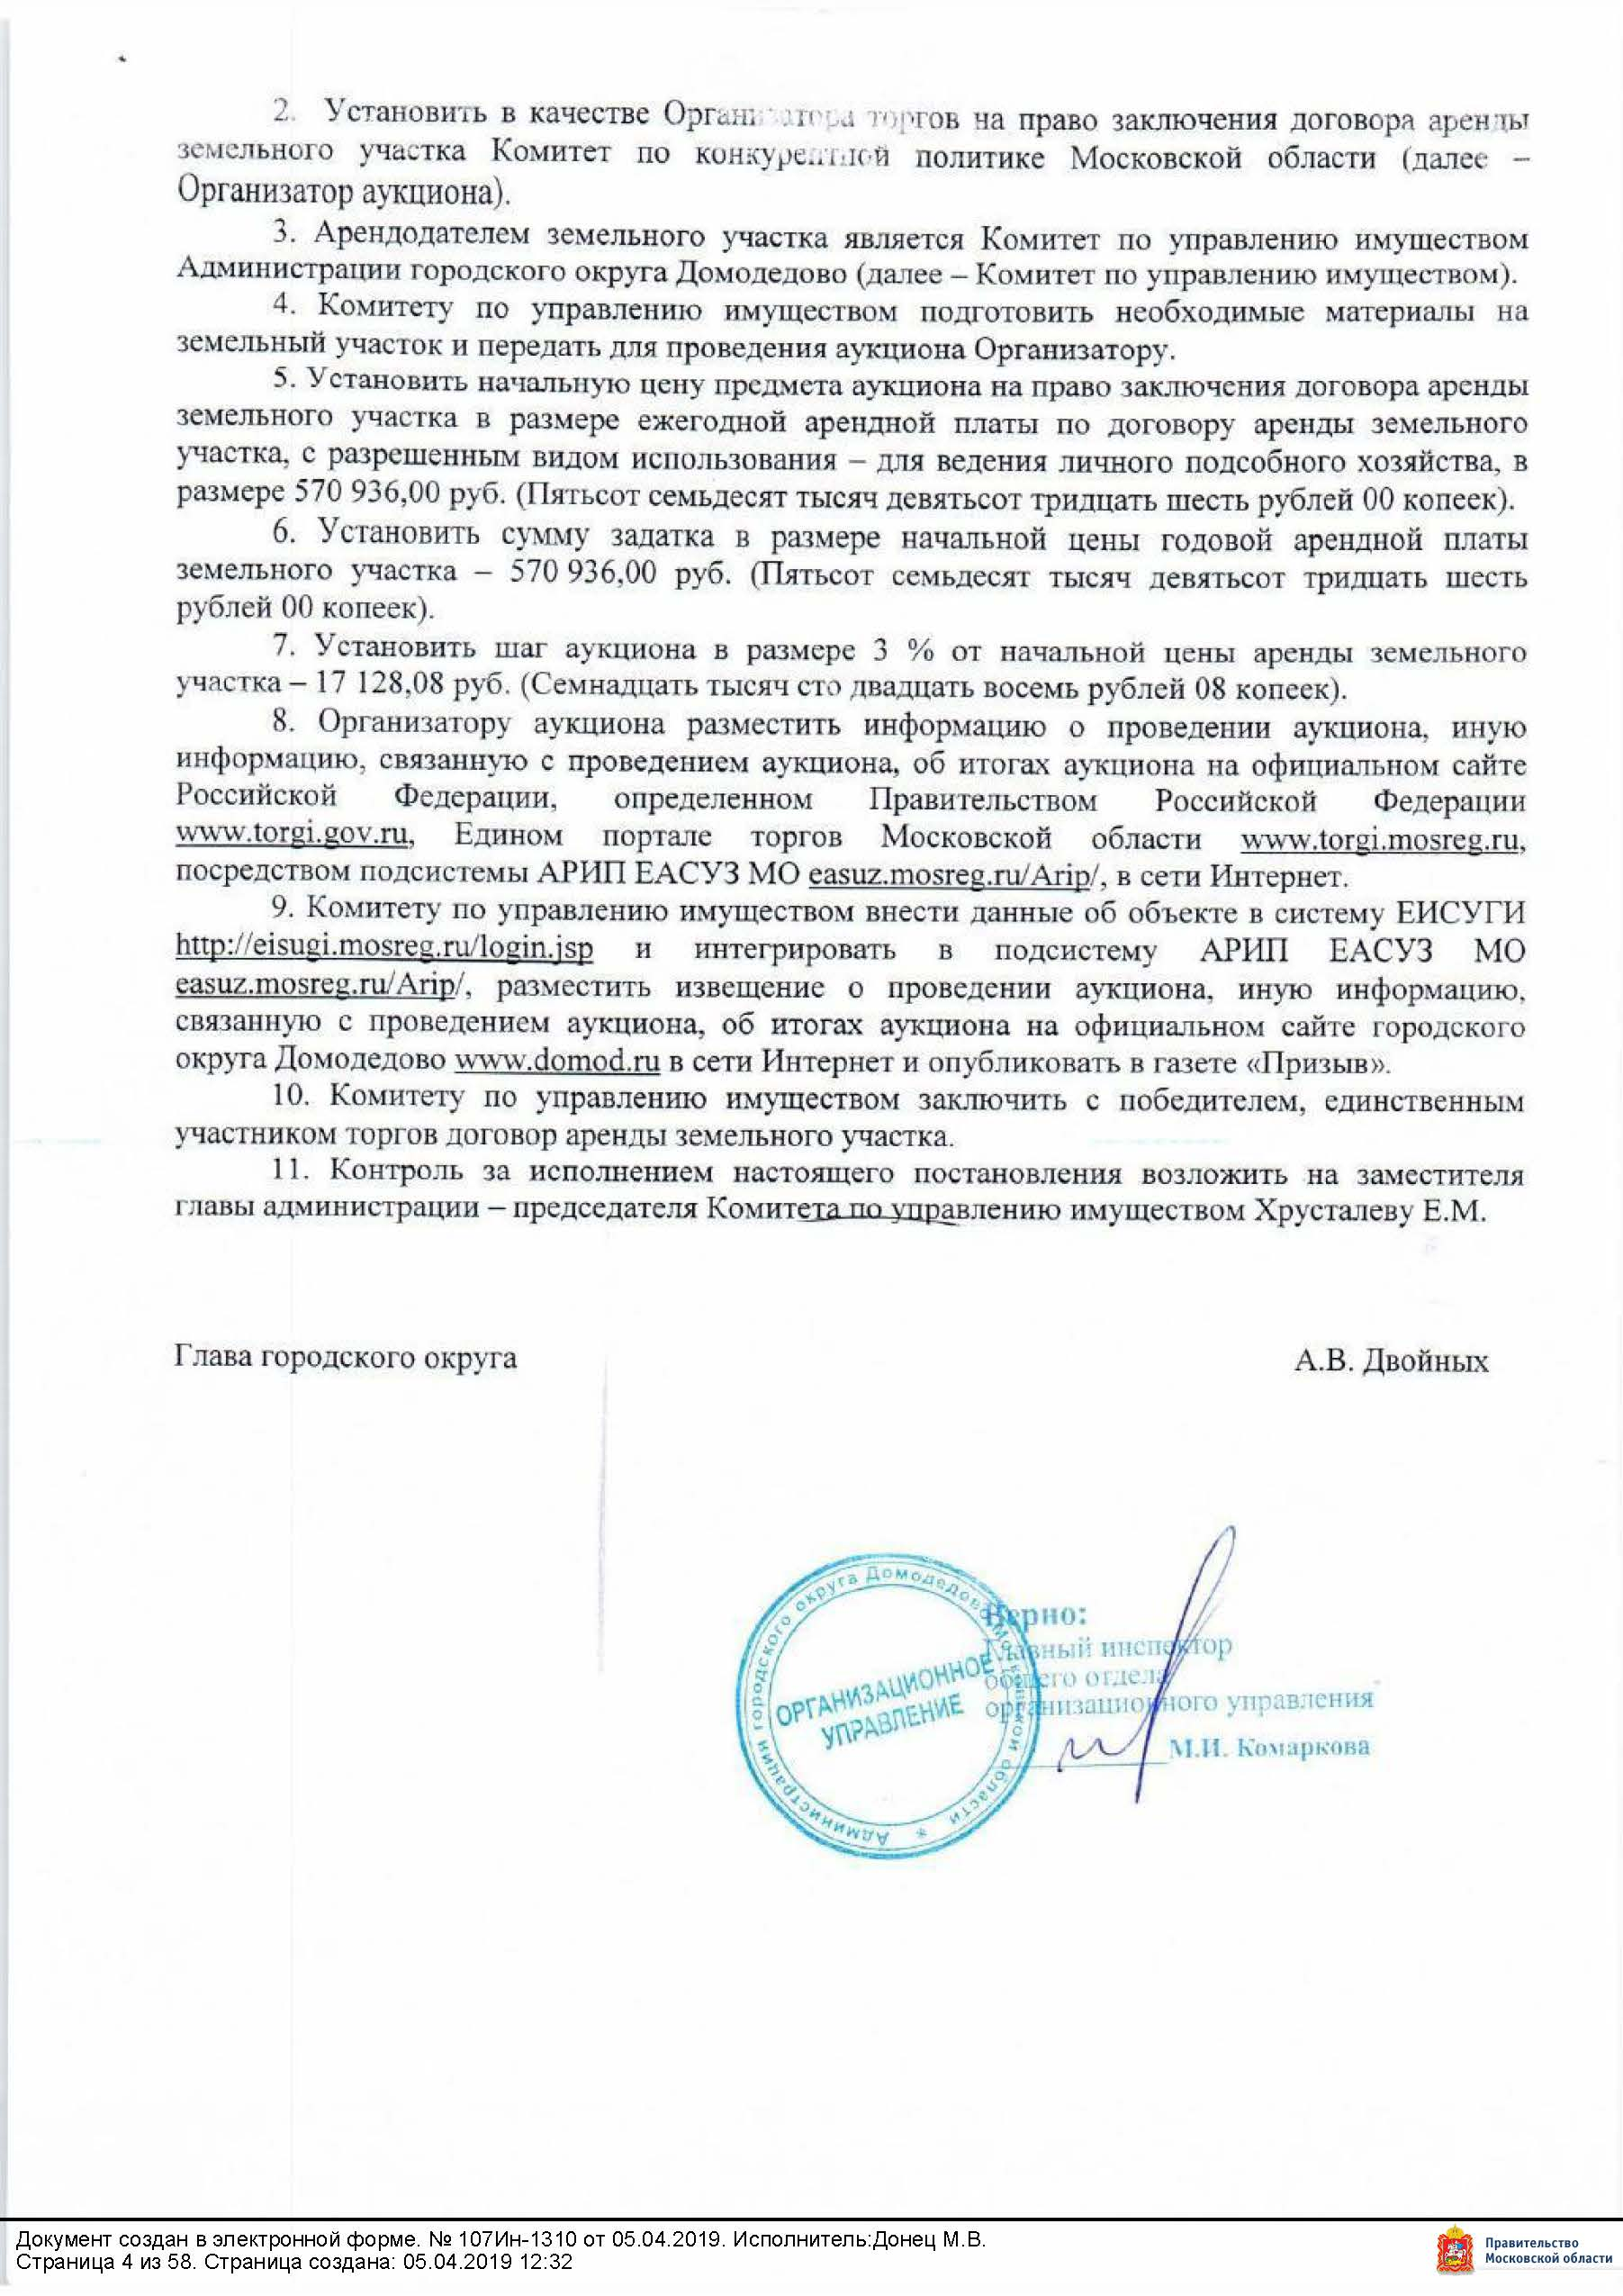 2. Установить в качестве Организатора торгов на право заключения договора аренды
земельного участка Комитет по конкурентной политике Московской области (далее –
Организатор аукциона).
3. Арендодателем земельного участка является Комитет по управлению имуществом
Администрации городского округа Домодедово (далее – Комитет по управлению имуществом).
4. Комитету по управлению имуществом подготовить необходимые материалы на
земельный участок и передать для проведения аукциона Организатору.
5. Установить начальную цену предмета аукциона на право заключения договора аренды
земельного участка в размере ежегодной арендной платы по договору аренды земельного
участка, с разрешенным видом использования – для ведения личного подсобного хозяйства, в
размере 570 936,00 руб. (Пятьсот семьдесят тысяч девятьсот тридцать шесть рублей 00 копеек).
6. Установить сумму задатка в размере начальной цены годовой арендной платы
земельного участка – 570 936,00 руб. (Пятьсот семьдесят тысяч девятьсот тридцать шесть
рублей 00 копеек).
7. Установить шаг аукциона в размере 3 % от начальной цены аренды земельного
участка – 17 128,08 руб. (Семнадцать тысяч сто двадцать восемь рублей 08 копеек).
8. Организатору аукциона разместить информацию о проведении аукциона, иную
информацию, связанную с проведением аукциона, об итогах аукциона на официальном сайте
Российской Федерации, определенном Правительством Российской Федерации
www.torgi.gov.ru, Едином портале торгов Московской области www.torgi.mosreg.ru,
посредством подсистемы АРИП ЕАСУЗ МО easuz.mosreg.ru/Arip/, в сети Интернет.
9. Комитету по управлению имуществом внести данные об объекте в систему ЕИСУГИ
http://eisugi.mosreg.ru/login.jsp и интегрировать в подсистему АРИП ЕАСУЗ МО
easuz.mosreg.ru/Arip/, разместить извещение о проведении аукциона, иную информацию,
связанную с проведением аукциона, об итогах аукциона на официальном сайте городского
округа Домодедово www.domod.ru в сети Интернет и опубликовать в газете «Призыв».
10. Комитету по управлению имуществом заключить с победителем, единственным
участником торгов договор аренды земельного участка.
11. Контроль за исполнением настоящего постановления возложить на заместителя
главы администрации – председателя Комитета по управлению имуществом Хрусталеву Е.М.
Глава городского округа А.В. Двойных
Администрации городского округа Домодедово Московской области *
ОРГАНИЗАЦИОННОЕ
УПРАВЛЕНИЕ
Верно:
Главный инспектор
общего отдела
организационного управления
М.И. Комаркова
Документ создан в электронной форме. № 107Ин-1310 от 05.04.2019. Исполнитель:Донец М.В.
Страница 4 из 58. Страница создана: 05.04.2019 12:32
Правительство
Московской области